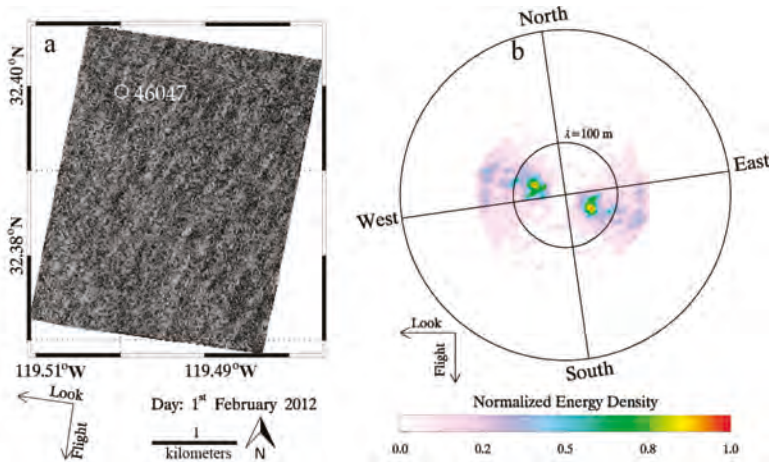 a
46047
32.40°N
32.38°N
119.51°W
119.49°W
Look
Flight
Day: 1st February 2012
1
kilometers
N
b
North
λ=100 m
East
West
South
Look
Flight
Normalized Energy Density
0.0
0.2
0.5
0.8
1.0